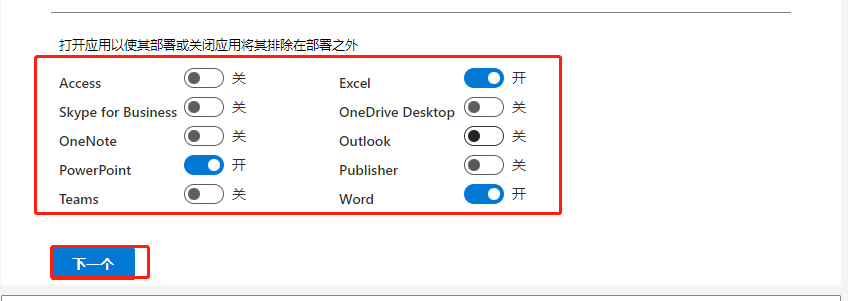 打开应用以使其部署或关闭应用将其排除在部署之外
Access 关 Excel 开
Skype for Business 关 OneDrive Desktop 关
OneNote 关 Outlook 关
PowerPoint 开 Publisher 关
Teams 关 Word 开
下一个